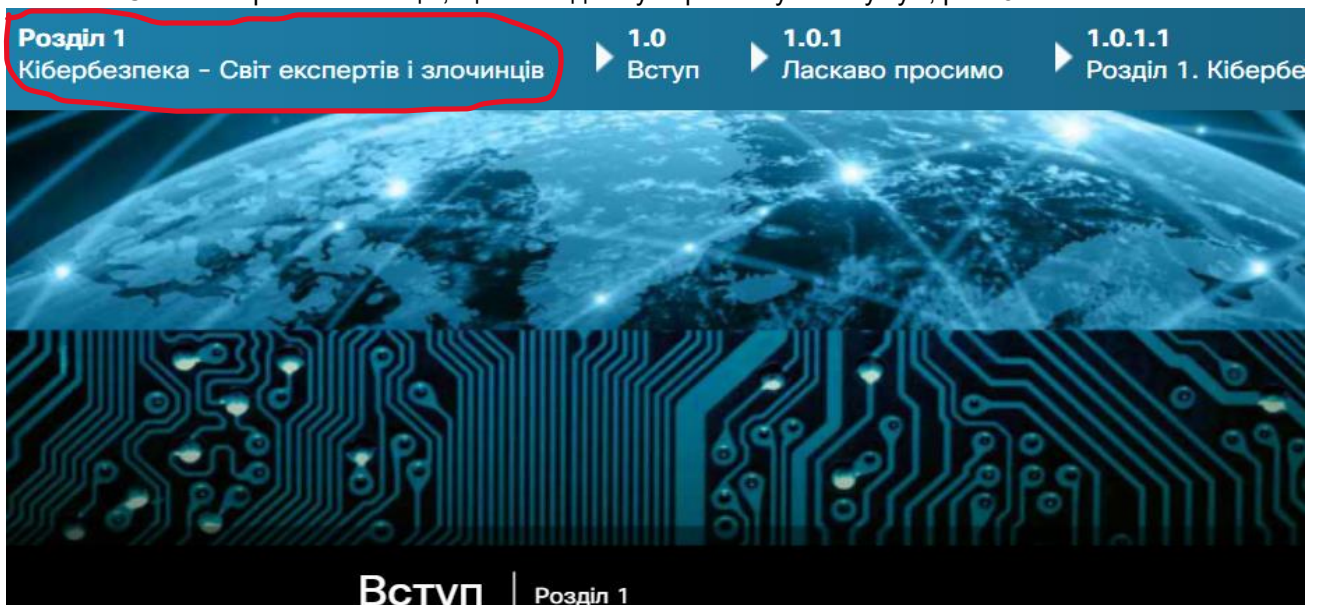 Розділ 1
Кібербезпека – Світ експертів і злочинців
1.0
Вступ
1.0.1
Ласкаво просимо
1.0.1.1
Розділ 1. Кібербе
Вступ
Розділ 1